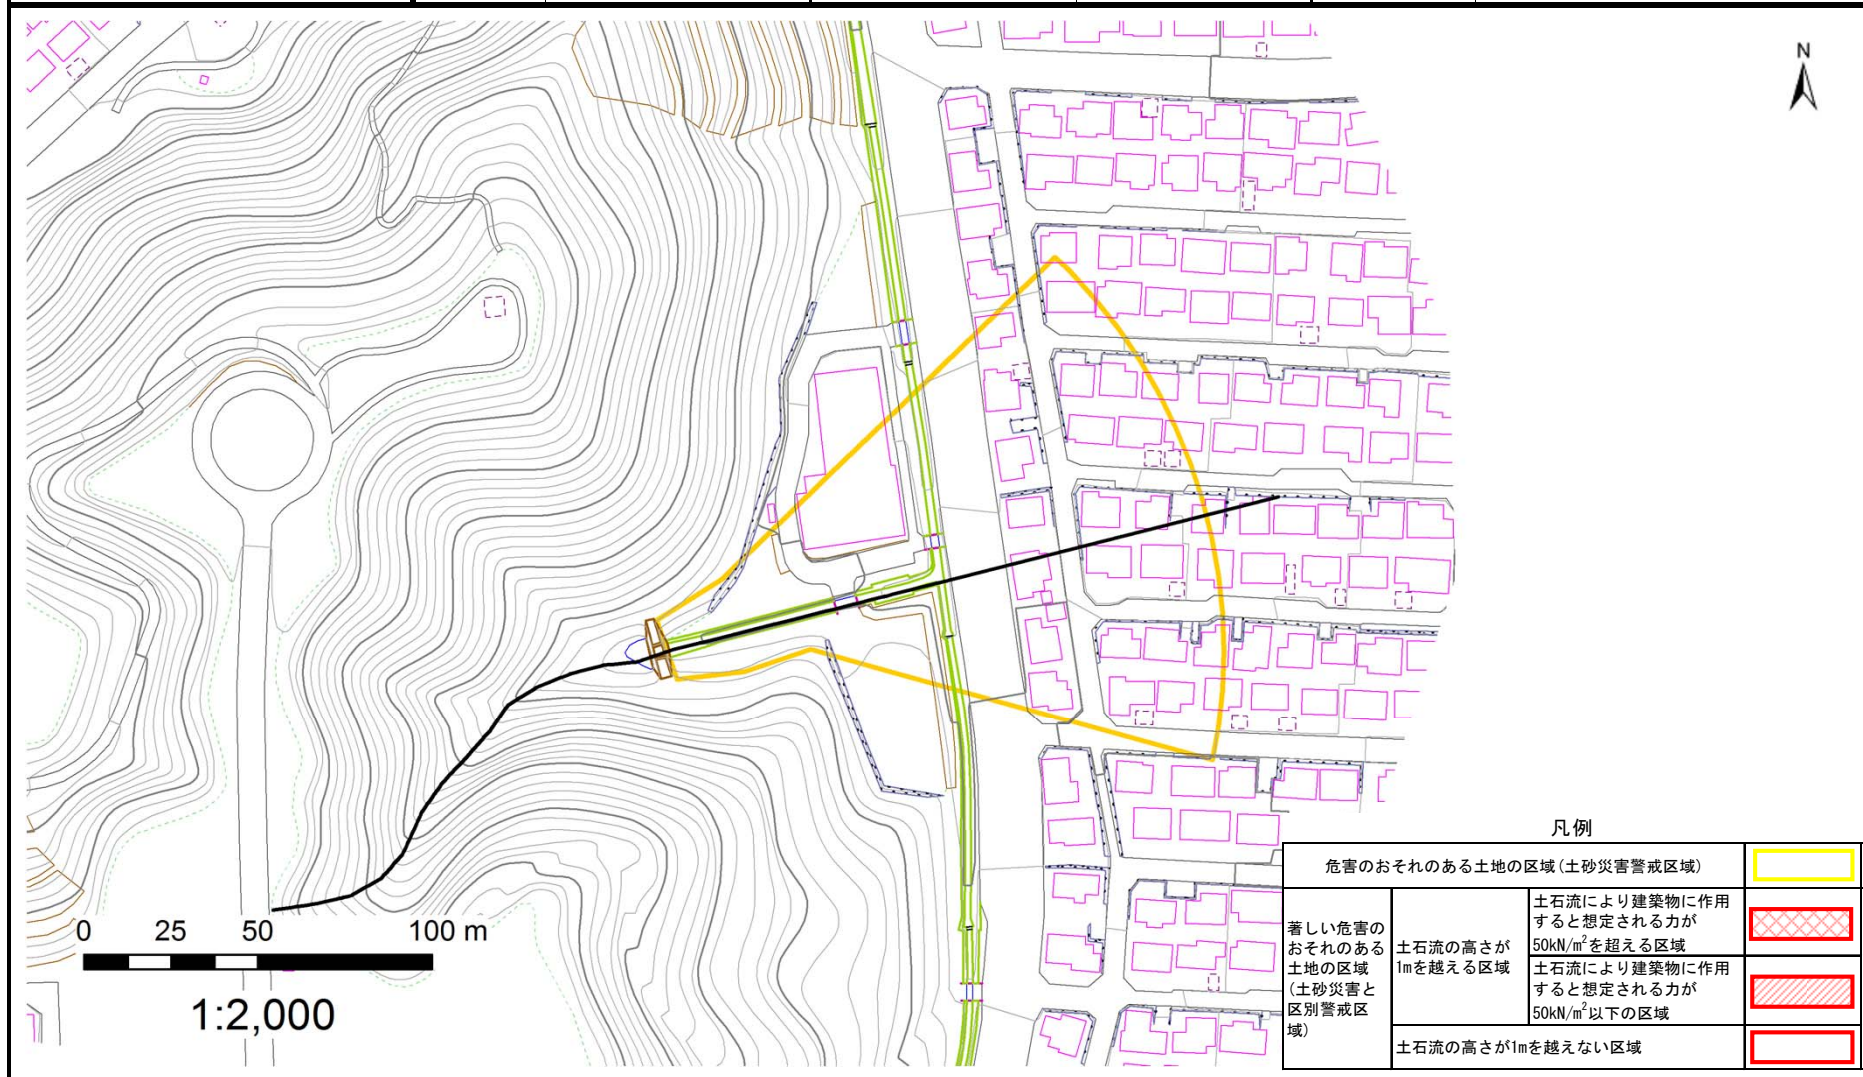 N
凡例
危害のおそれのある土地の区域(土砂災害警戒区域)
著しい危害の
おそれのある
土地の区域
(土砂災害と
区別警戒区
域)
土石流の高さが
1mを越える区域
土石流により建築物に作用
すると想定される力が
50kN/m²を超える区域
土石流により建築物に作用
すると想定される力が
50kN/m²以下の区域
土石流の高さが1mを越えない区域
0 25 50 100 m
1:2,000